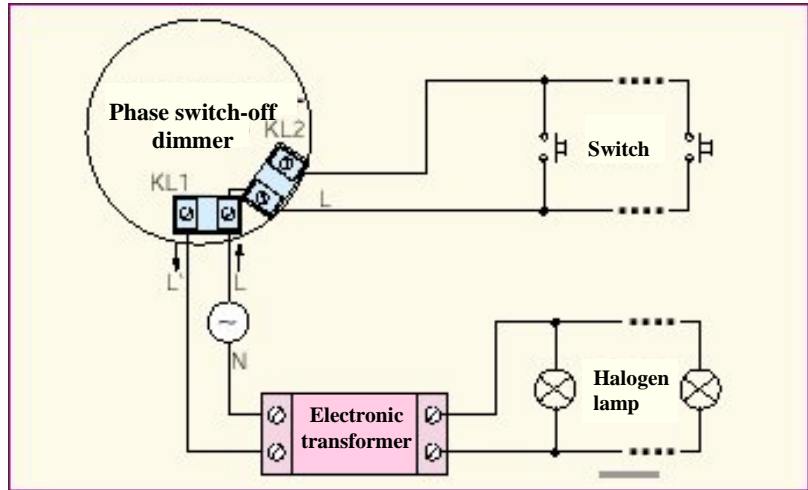 Phase switch-off
dimmer
KL2
KL1
L
Switch
L'
L
~
N
Electronic
transformer
Halogen
lamp